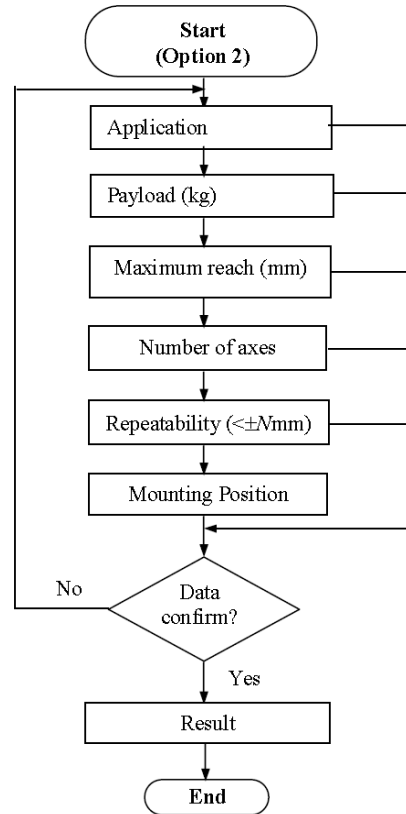 Start
(Option 2)
Application
Payload (kg)
Maximum reach (mm)
Number of axes
Repeatability (<±Nmm)
Mounting Position
No
Data
confirm?
Yes
Result
End